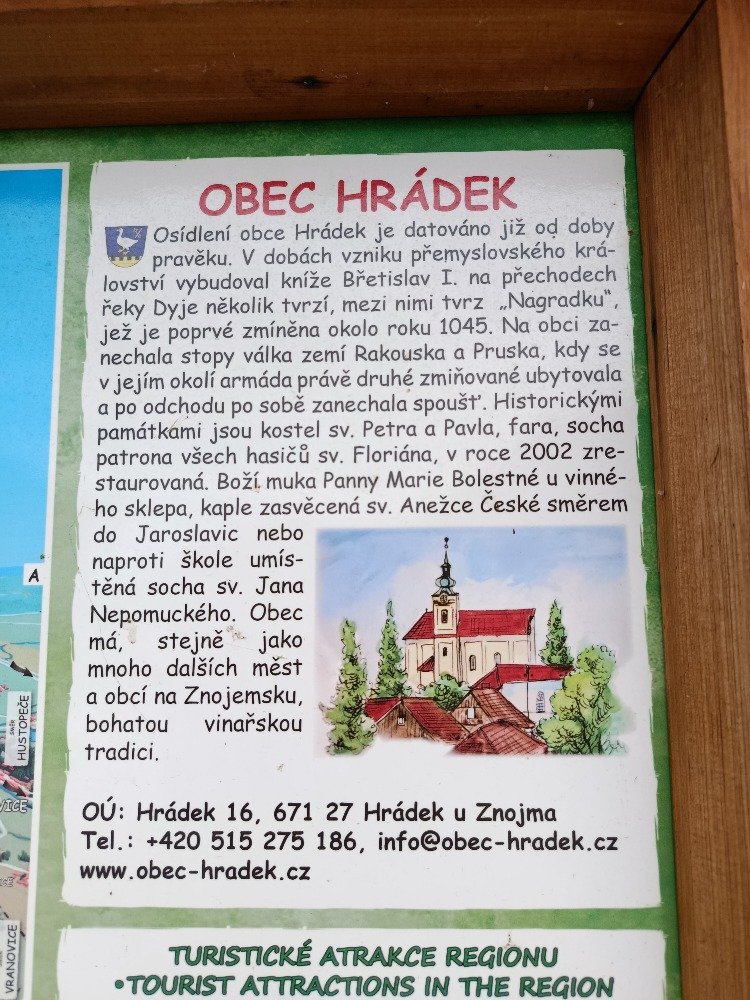 OBEC HRÁDEK
Osídlení obce Hrádek je datováno již od doby
pravěku. V dobách vzniku přemyslovského krá-
lovství vybudoval kníže Břetislav I. na přechodech
řeky Dyje několik tvrzí, mezi nimi tvrz „Nagradku“,
jež je poprvé zmíněna okolo roku 1045. Na obci za-
nechala stopy válka zemí Rakouska a Pruska, kdy se
v jejím okolí armáda právě druhé zmiňované ubytovala
a po odchodu po sobě zanechala spoušť. Historickými
památkami jsou kostel sv. Petra a Pavla, fara, socha
patrona všech hasičů sv. Floriána, v roce 2002 zre-
staurovaná. Boží muka Panny Marie Bolestné u vinné-
ho sklepa, kaple zasvěcená sv. Anežce České směrem
do Jaroslavic nebo
naproti škole umís-
těná socha sv. Jana
Nepomuckého. Obec
má, stejně jako
mnoho dalších měst
a obcí na Znojemsku,
bohatou vinařskou
tradici.
OÚ: Hrádek 16, 671 27 Hrádek u Znojma
Tel.: +420 515 275 186, info@obec-hradek.cz
www.obec-hradek.cz
TURISTICKÉ ATRAKCE REGIONU
•TOURIST ATTRACTIONS IN THE REGION
A
HUSTOPEČE
VRANOVICE